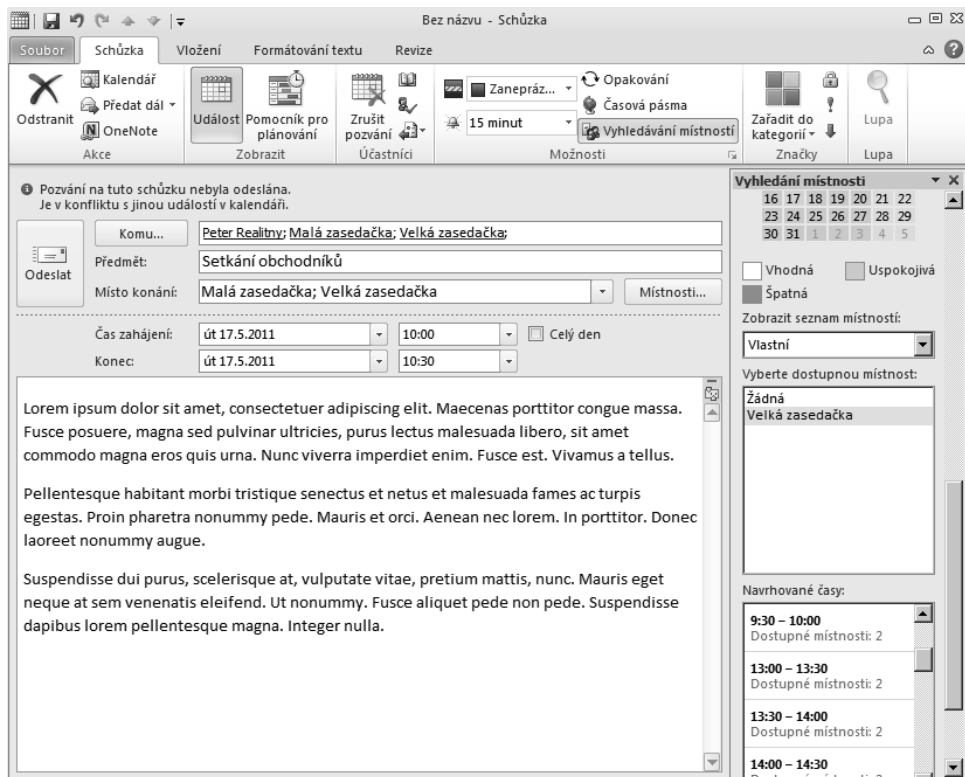 Bez názvu - Schůzka
Soubor Schůzka Vložení Formátování textu Revize
Odstranit
Kalendář
Předat dál
OneNote
Akce
Událost
Pomocník pro
plánování
Zobrazit
Zrušit
pozvání
Účastníci
Zanepráz...
15 minut
Opakování
Časová pásma
Vyhledávání místností
Možnosti
Zařadit do
kategorií
Značky
Lupa
Lupa
Pozvání na tuto schůzku nebyla odeslána.
Je v konfliktu s jinou událostí v kalendáři.
Odeslat
Komu... Peter Realitny; Malá zasedačka; Velká zasedačka;
Předmět: Setkání obchodníků
Místo konání: Malá zasedačka; Velká zasedačka Místnosti...
Čas zahájení: út 17.5.2011 10:00 Celý den
Konec: út 17.5.2011 10:30
Lorem ipsum dolor sit amet, consectetuer adipiscing elit. Maecenas porttitor congue massa.
Fusce posuere, magna sed pulvinar ultricies, purus lectus malesuada libero, sit amet
commodo magna eros quis urna. Nunc viverra imperdiet enim. Fusce est. Vivamus a tellus.
Pellentesque habitant morbi tristique senectus et netus et malesuada fames ac turpis
egestas. Proin pharetra nonummy pede. Mauris et orci. Aenean nec lorem. In porttitor. Donec
laoreet nonummy augue.
Suspendisse dui purus, scelerisque at, vulputate vitae, pretium mattis, nunc. Mauris eget
neque at sem venenatis eleifend. Ut nonummy. Fusce aliquet pede non pede. Suspendisse
dapibus lorem pellentesque magna. Integer nulla.
Vyhledání místnosti
16 17 18 19 20 21 22
23 24 25 26 27 28 29
30 31 1 2 3 4 5
Vhodná Uspokojivá
Špatná
Zobrazit seznam místností:
Vlastní
Vyberte dostupnou místnost:
Žádná
Velká zasedačka
Navrhované časy:
9:30 – 10:00
Dostupné místnosti: 2
13:00 – 13:30
Dostupné místnosti: 2
13:30 – 14:00
Dostupné místnosti: 2
14:00 – 14:30